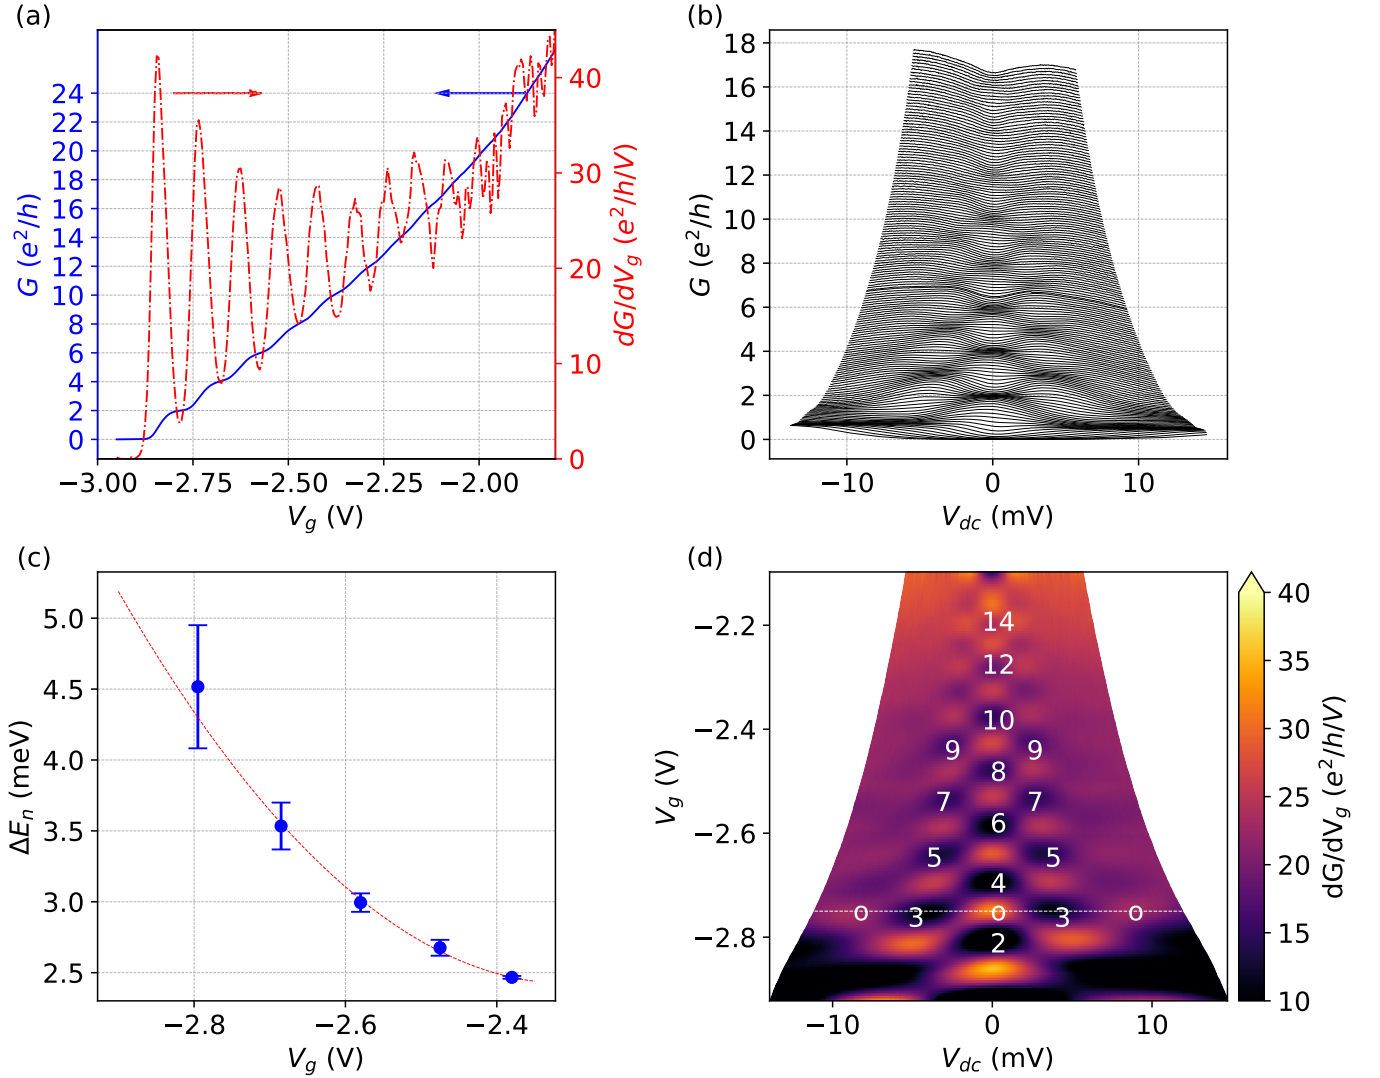 (a)
24
22
20
18
16
14
12
10
8
6
4
2
0
G (e²/h)
40
30
20
10
0
dG/dV_g (e²/h/V)
−3.00 −2.75 −2.50 −2.25 −2.00
V_g (V)
(b)
18
16
14
12
10
8
6
4
2
0
G (e²/h)
−10 0 10
V_dc (mV)
(c)
5.0
4.5
4.0
3.5
3.0
2.5
ΔE_n (meV)
−2.8 −2.6 −2.4
V_g (V)
(d)
−2.2
−2.4
−2.6
−2.8
V_g (V)
14
12
10
9 9
8
7 7
6
5 5
4
o o o
3 3
2
−10 0 10
V_dc (mV)
40
35
30
25
20
15
10
dG/dV_g (e²/h/V)